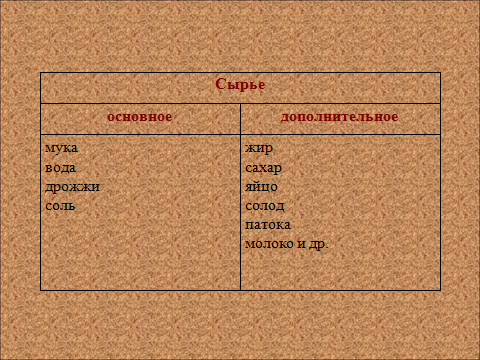 Сырье
основное дополнительное
мука
вода
дрожжи
соль
жир
сахар
яйцо
солод
патока
молоко и др.